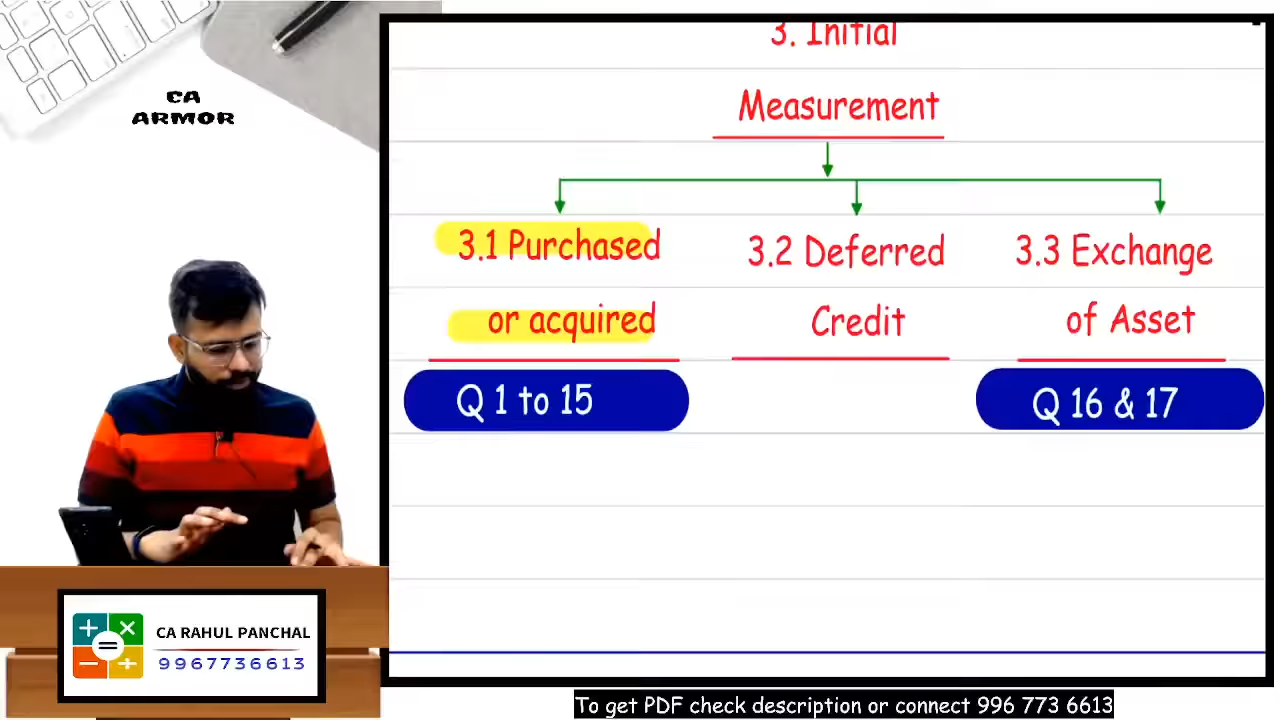 CA
ARMOR
3. Initial
Measurement
3.1 Purchased
or acquired
3.2 Deferred
Credit
3.3 Exchange
of Asset
Q 1 to 15
Q 16 & 17
CA RAHUL PANCHAL
9967736613
To get PDF check description or connect 996 773 6613